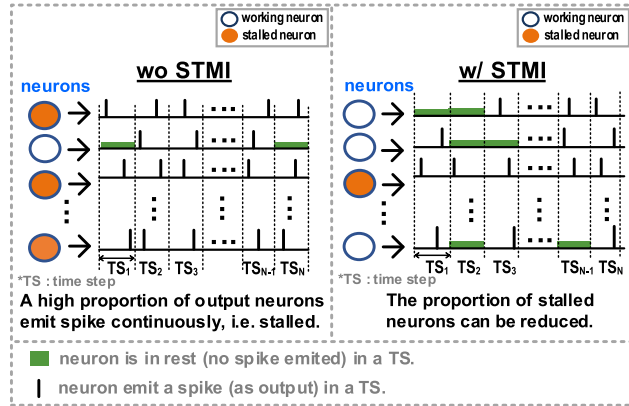 working neuron
stalled neuron
wo STMI
neurons
...
...
TS1 TS2 TS3 TSN-1 TSN
*TS : time step
A high proportion of output neurons
emit spike continuously, i.e. stalled.
working neuron
stalled neuron
w/ STMI
neurons
...
...
TS1 TS2 TS3 TSN-1 TSN
*TS : time step
The proportion of stalled
neurons can be reduced.
neuron is in rest (no spike emited) in a TS.
neuron emit a spike (as output) in a TS.